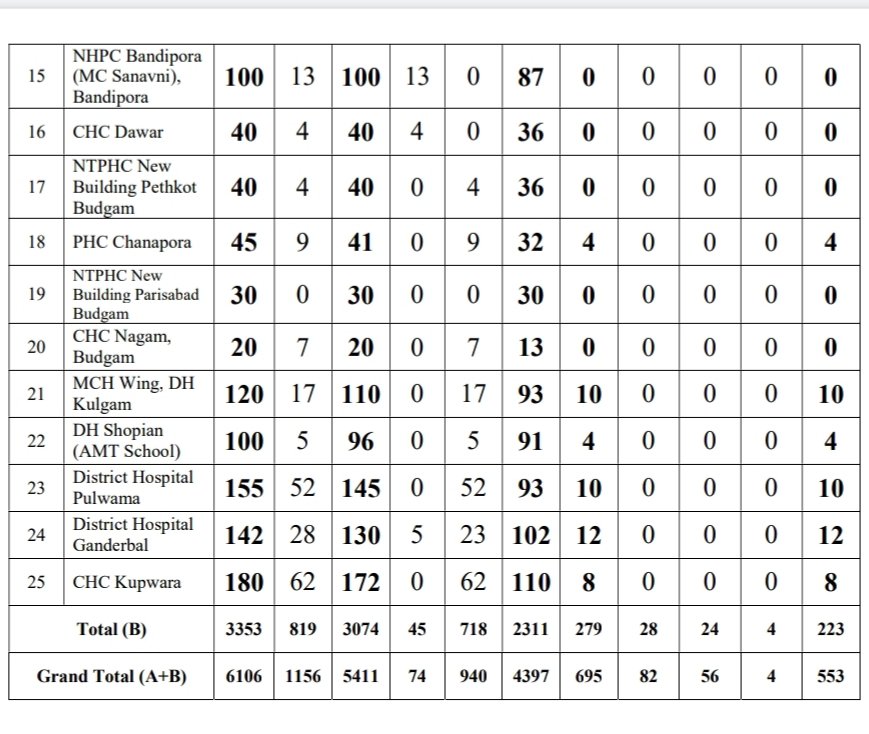 15 NHPC Bandipora (MC Sanavni), Bandipora 100 13 100 13 0 87 0 0 0 0 0
16 CHC Dawar 40 4 40 4 0 36 0 0 0 0 0
17 NTPHC New Building Pethkot Budgam 40 4 40 0 4 36 0 0 0 0 0
18 PHC Chanapora 45 9 41 0 9 32 4 0 0 0 4
19 NTPHC New Building Parisabad Budgam 30 0 30 0 0 30 0 0 0 0 0
20 CHC Nagam, Budgam 20 7 20 0 7 13 0 0 0 0 0
21 MCH Wing, DH Kulgam 120 17 110 0 17 93 10 0 0 0 10
22 DH Shopian (AMT School) 100 5 96 0 5 91 4 0 0 0 4
23 District Hospital Pulwama 155 52 145 0 52 93 10 0 0 0 10
24 District Hospital Ganderbal 142 28 130 5 23 102 12 0 0 0 12
25 CHC Kupwara 180 62 172 0 62 110 8 0 0 0 8
Total (B) 3353 819 3074 45 718 2311 279 28 24 4 223
Grand Total (A+B) 6106 1156 5411 74 940 4397 695 82 56 4 553